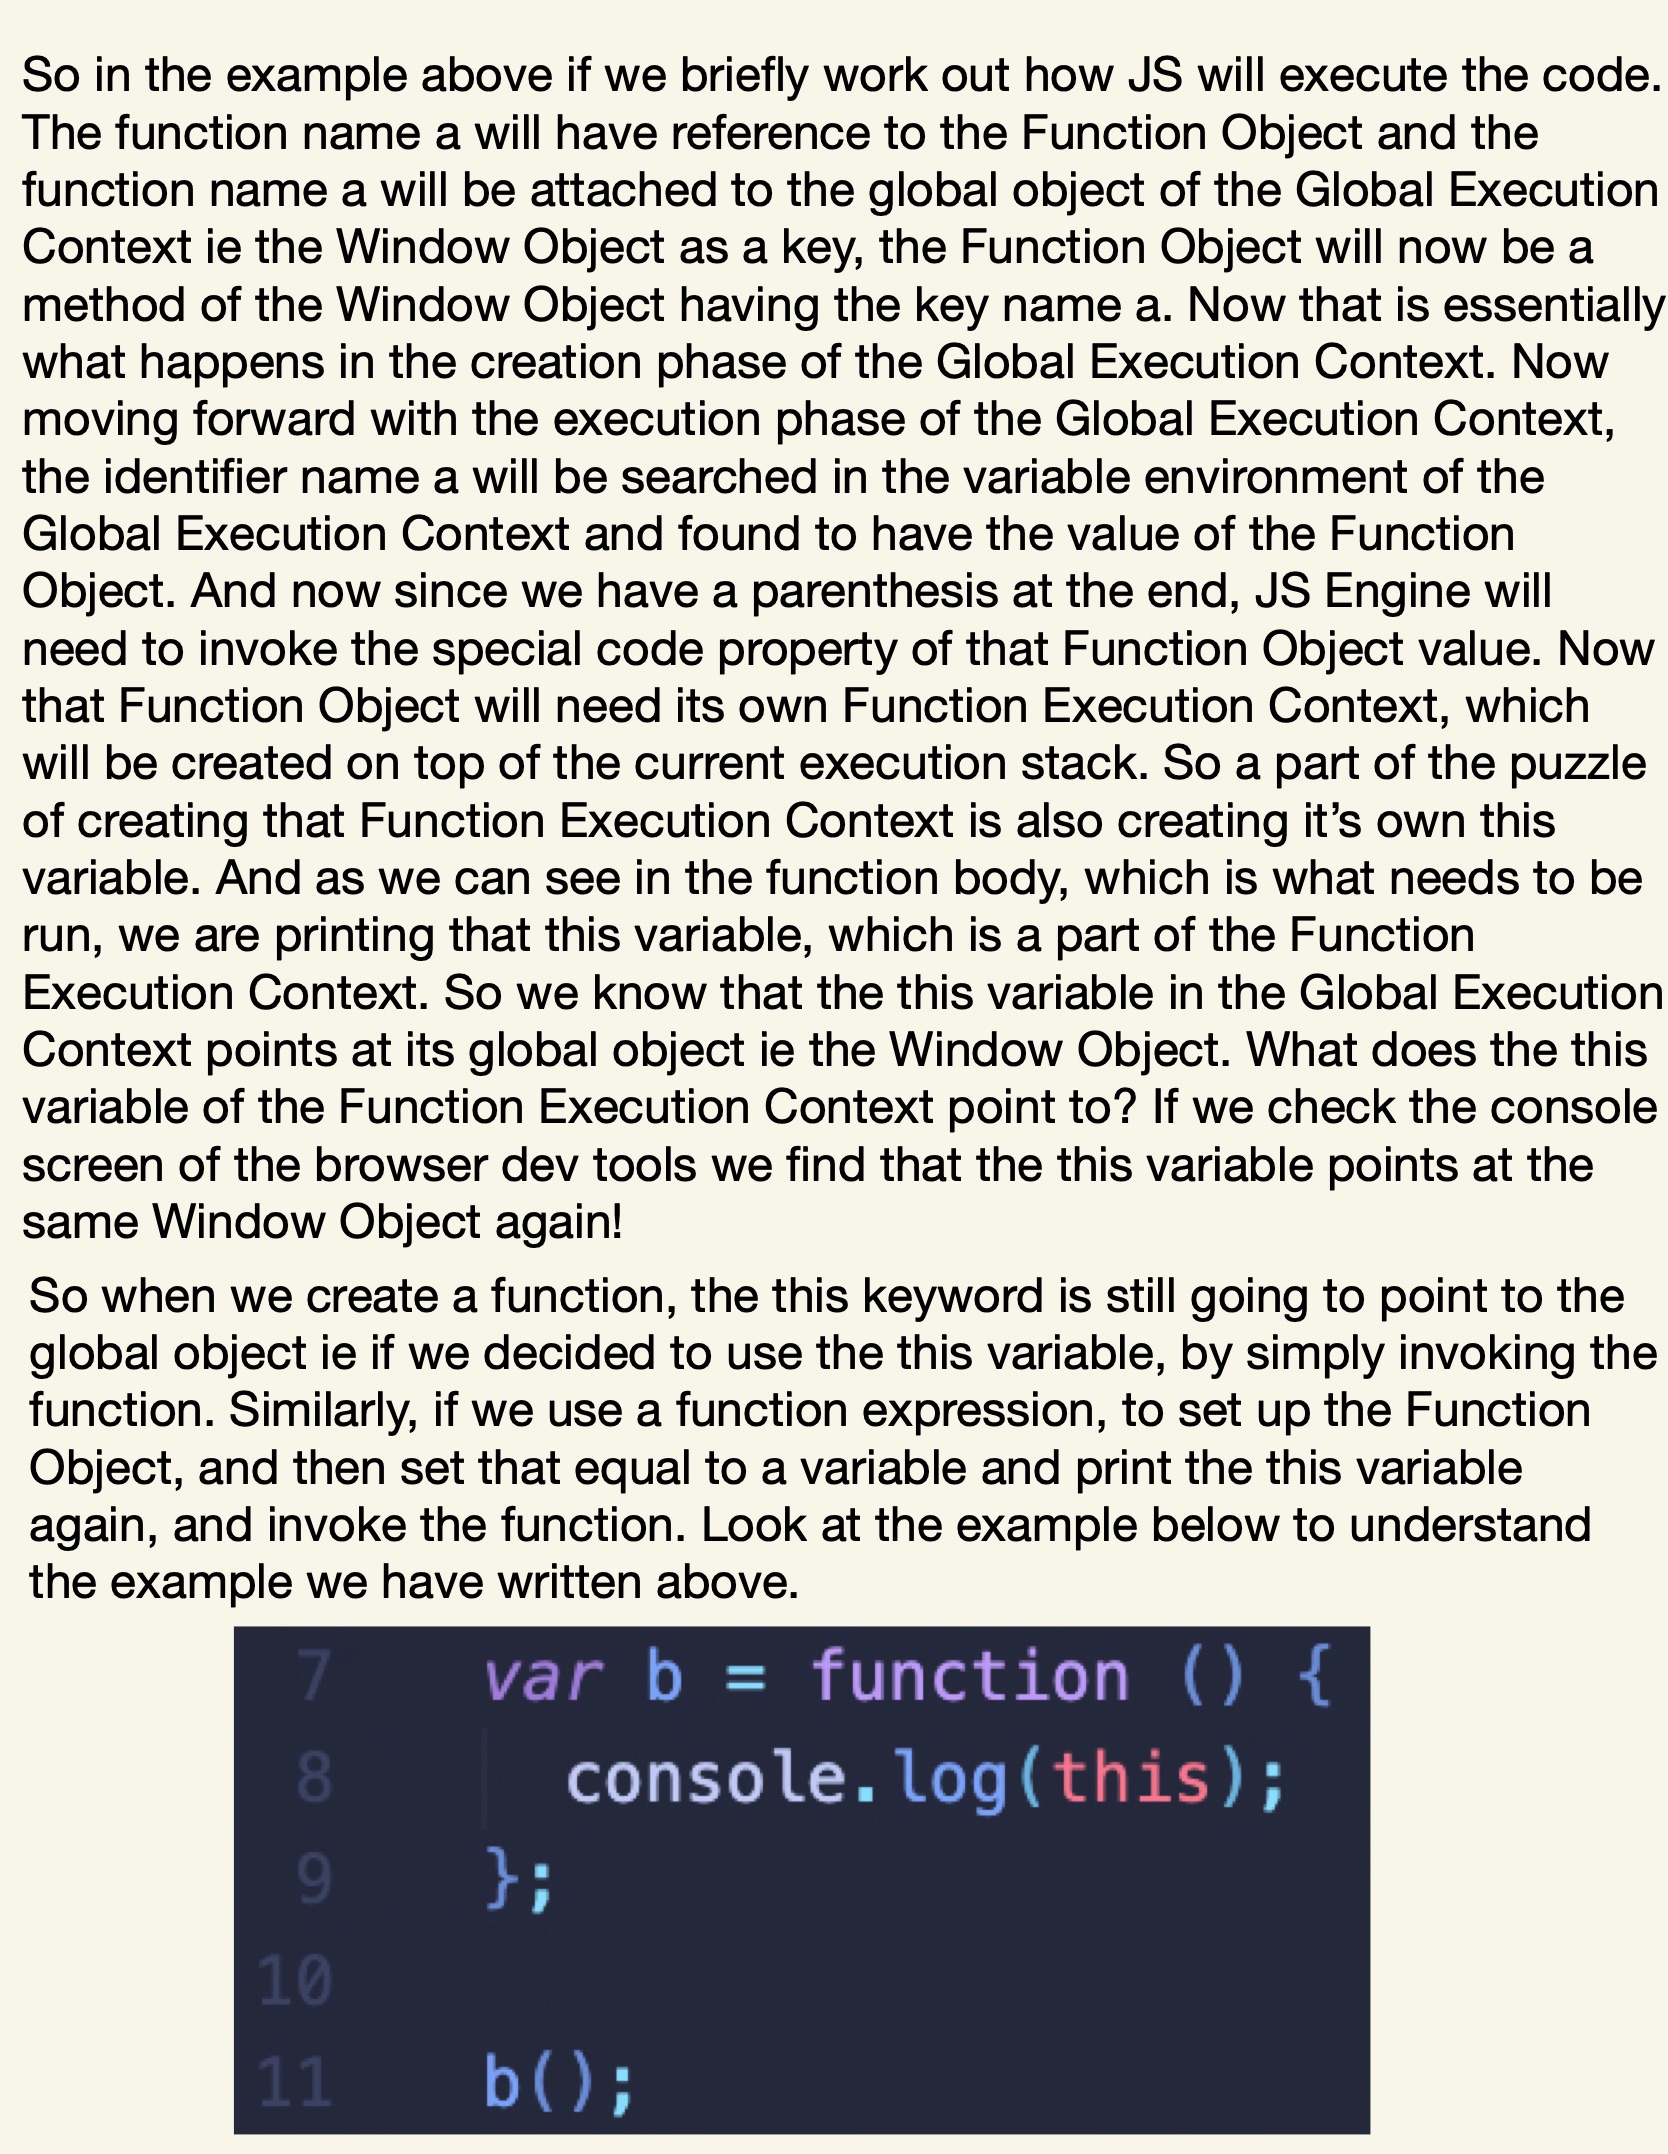 So in the example above if we briefly work out how JS will execute the code.
The function name a will have reference to the Function Object and the
function name a will be attached to the global object of the Global Execution
Context ie the Window Object as a key, the Function Object will now be a
method of the Window Object having the key name a. Now that is essentially
what happens in the creation phase of the Global Execution Context. Now
moving forward with the execution phase of the Global Execution Context,
the identifier name a will be searched in the variable environment of the
Global Execution Context and found to have the value of the Function
Object. And now since we have a parenthesis at the end, JS Engine will
need to invoke the special code property of that Function Object value. Now
that Function Object will need its own Function Execution Context, which
will be created on top of the current execution stack. So a part of the puzzle
of creating that Function Execution Context is also creating it’s own this
variable. And as we can see in the function body, which is what needs to be
run, we are printing that this variable, which is a part of the Function
Execution Context. So we know that the this variable in the Global Execution
Context points at its global object ie the Window Object. What does the this
variable of the Function Execution Context point to? If we check the console
screen of the browser dev tools we find that the this variable points at the
same Window Object again!
So when we create a function, the this keyword is still going to point to the
global object ie if we decided to use the this variable, by simply invoking the
function. Similarly, if we use a function expression, to set up the Function
Object, and then set that equal to a variable and print the this variable
again, and invoke the function. Look at the example below to understand
the example we have written above.
7 var b = function () {
8 console.log(this);
9 };
10
11 b();